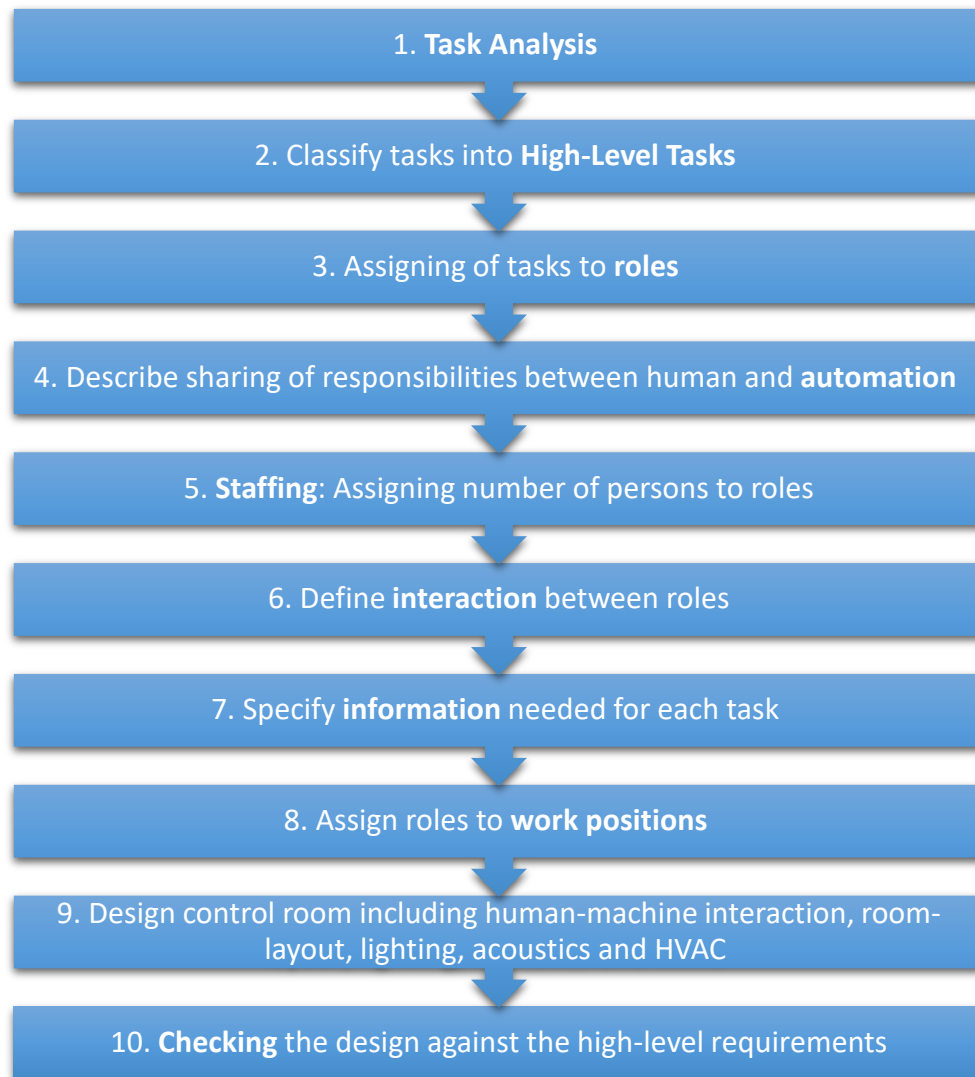 1. Task Analysis
2. Classify tasks into High-Level Tasks
3. Assigning of tasks to roles
4. Describe sharing of responsibilities between human and automation
5. Staffing: Assigning number of persons to roles
6. Define interaction between roles
7. Specify information needed for each task
8. Assign roles to work positions
9. Design control room including human-machine interaction, room-
layout, lighting, acoustics and HVAC
10. Checking the design against the high-level requirements